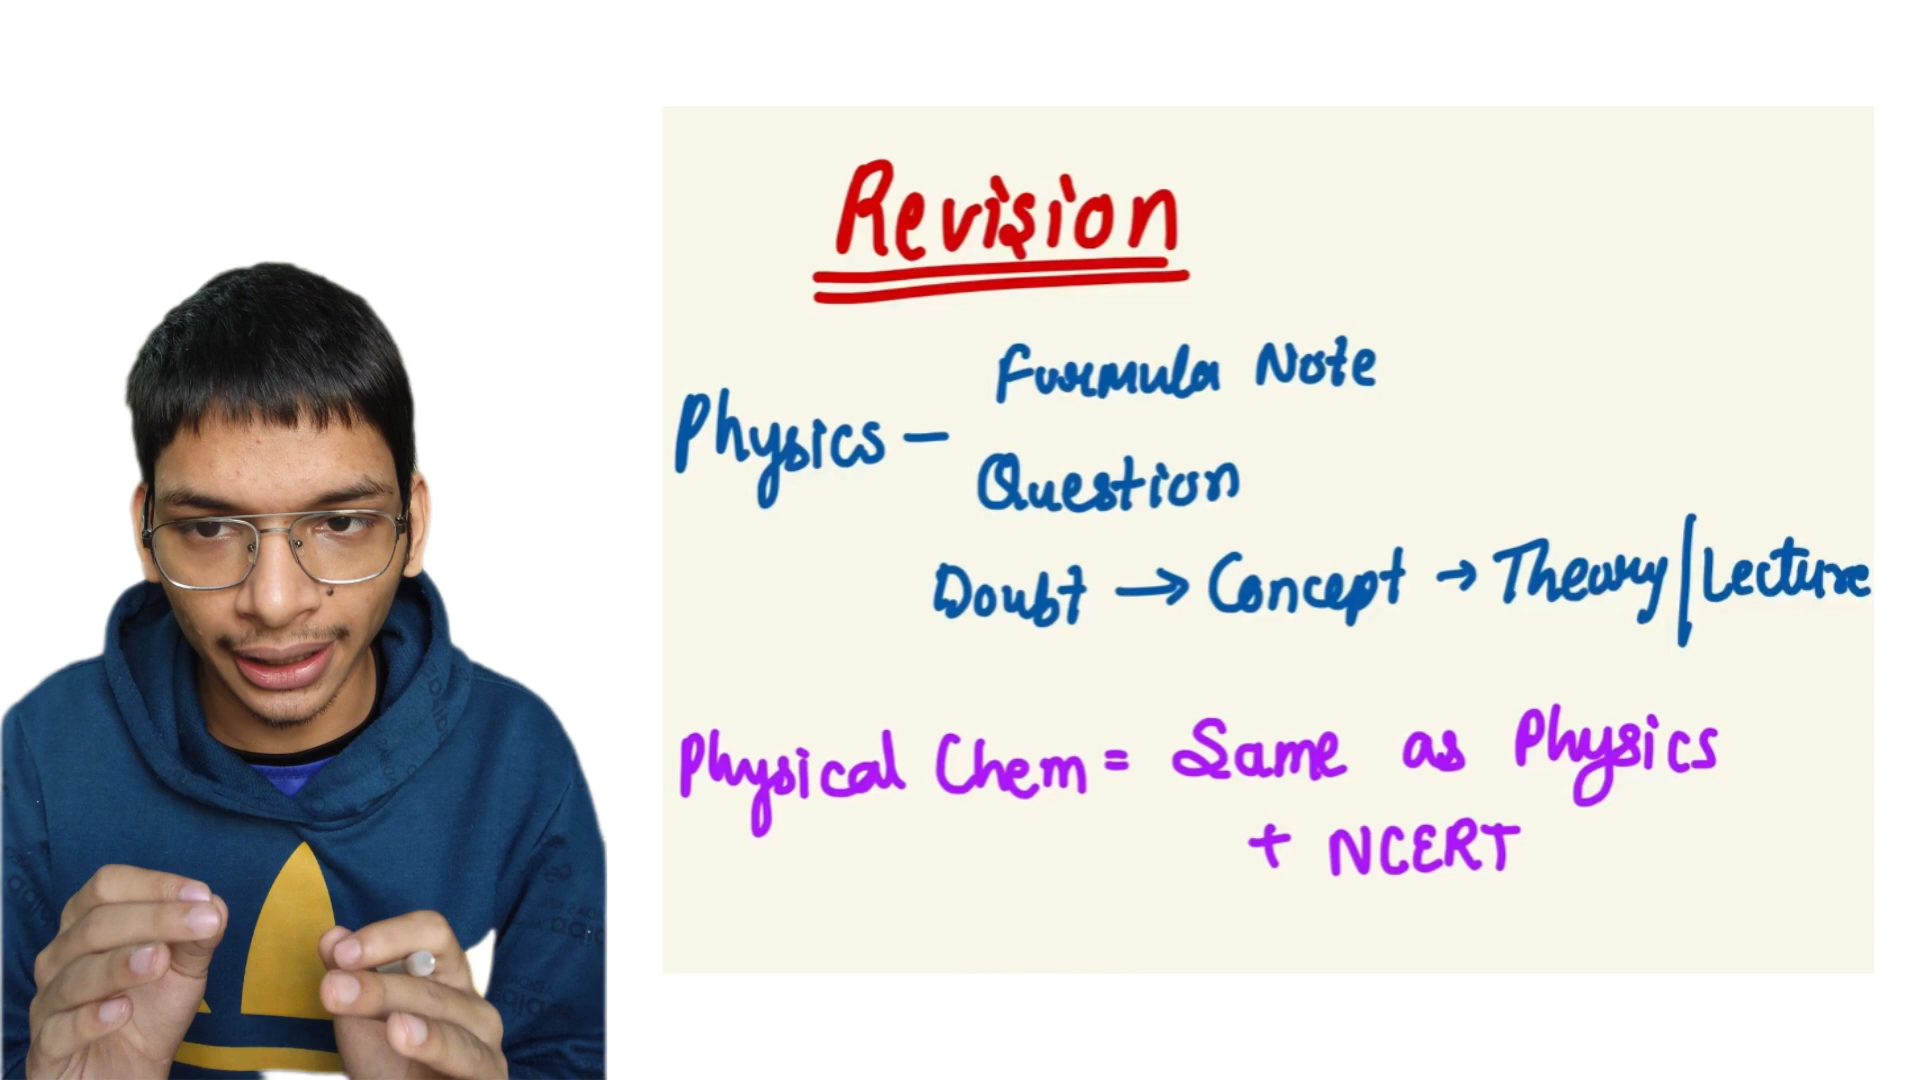 Revision
Formula Note
Physics -
Question
Doubt → Concept → Theory/Lecture
Physical Chem = Same as Physics
+ NCERT